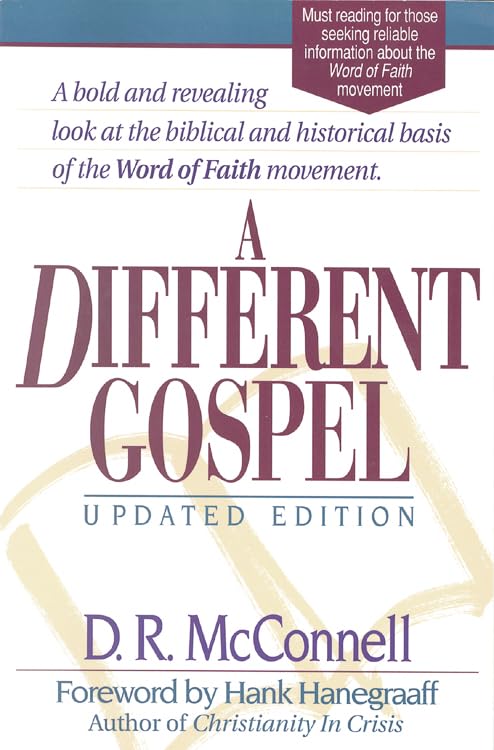 Must reading for those
seeking reliable
information about the
Word of Faith
movement
A bold and revealing
look at the biblical and historical basis
of the Word of Faith movement.
A
DIFFERENT
GOSPEL
UPDATED EDITION
D. R. McConnell
Foreword by Hank Hanegraaff
Author of Christianity In Crisis